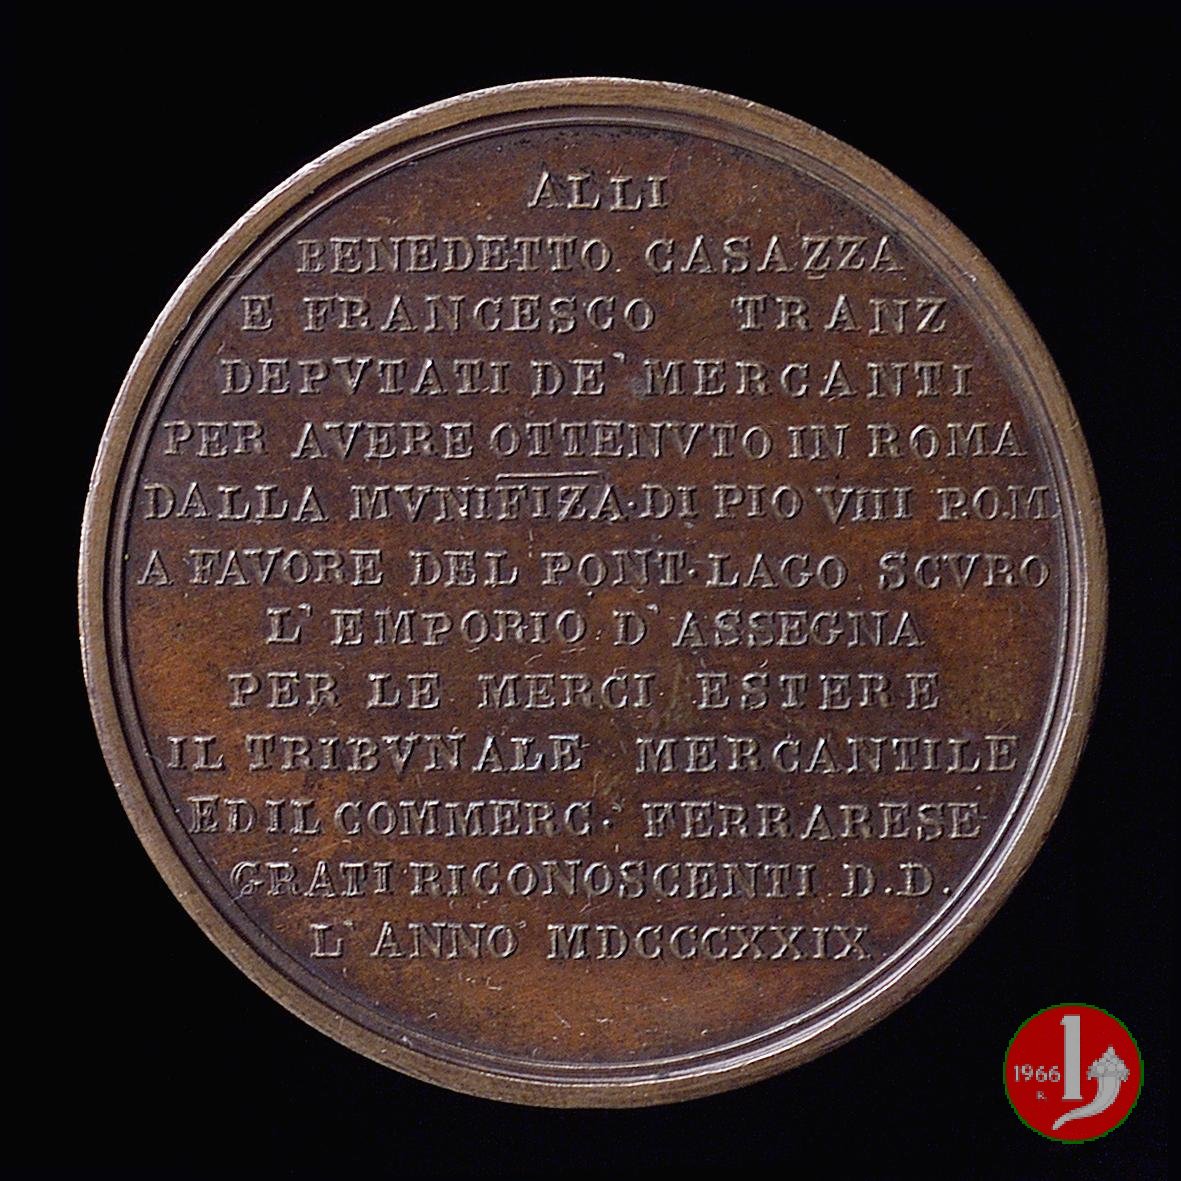 ALLI
BENEDETTO CASAZZA
E FRANCESCO TRANZ
DEPVTATI DE' MERCANTI
PER AVERE OTTENVTO IN ROMA
DALLA MVNIFIZA·DI PIO VIII P.O.M
A FAVORE DEL PONT·LAGO SCVRO
L'EMPORIO D'ASSEGNA
PER LE MERCI ESTERE
IL TRIBVNALE MERCANTILE
ED IL COMMERC· FERRARESE
GRATI RICONOSCENTI D.D.
L'ANNO MDCCCXXIX
1966
R